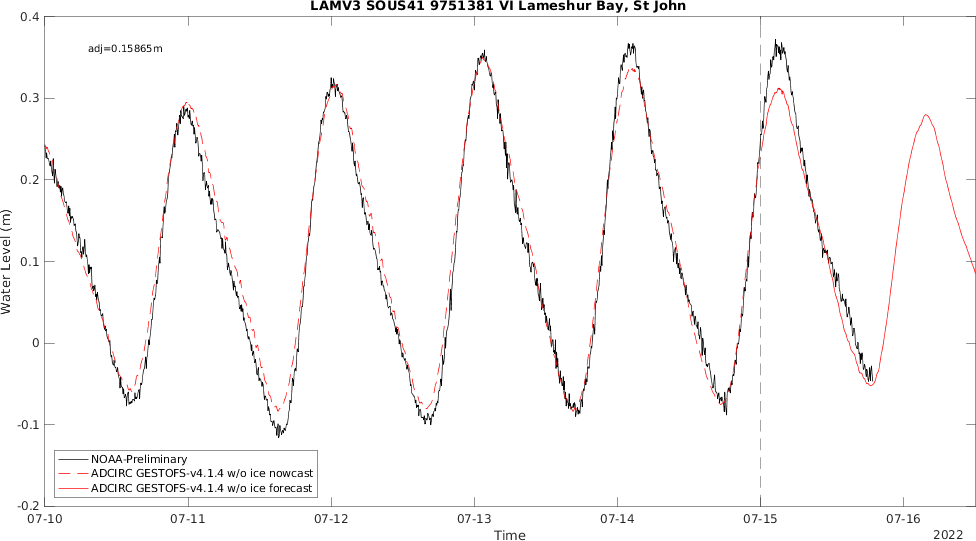 LAMV3 SOUS41 9751381 VI Lameshur Bay, St John
0.4
adj=0.15865m
0.3
0.2
0.1
0
-0.1
-0.2
Water Level (m)
NOAA-Preliminary
ADCIRC GESTOFS-v4.1.4 w/o ice nowcast
ADCIRC GESTOFS-v4.1.4 w/o ice forecast
07-10 07-11 07-12 07-13 07-14 07-15 07-16
Time
2022